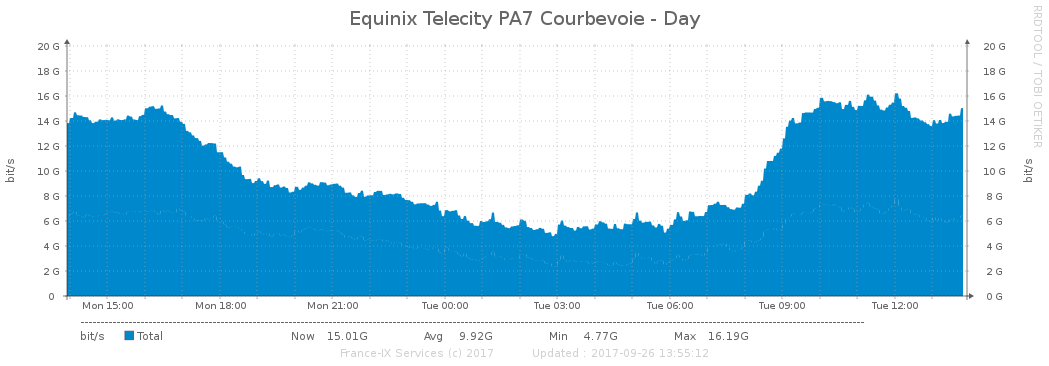 Equinix Telecity PA7 Courbevoie - Day
RRDTOOL / TOBI OETIKER
bit/s
20 G 20 G
18 G 18 G
16 G 16 G
14 G 14 G
12 G 12 G
10 G 10 G
8 G 8 G
6 G 6 G
4 G 4 G
2 G 2 G
0 0 G
bit/s
Mon 15:00 Mon 18:00 Mon 21:00 Tue 00:00 Tue 03:00 Tue 06:00 Tue 09:00 Tue 12:00
bit/s Total Now 15.01G Avg 9.92G Min 4.77G Max 16.19G
France-IX Services (c) 2017 Updated : 2017-09-26 13:55:12